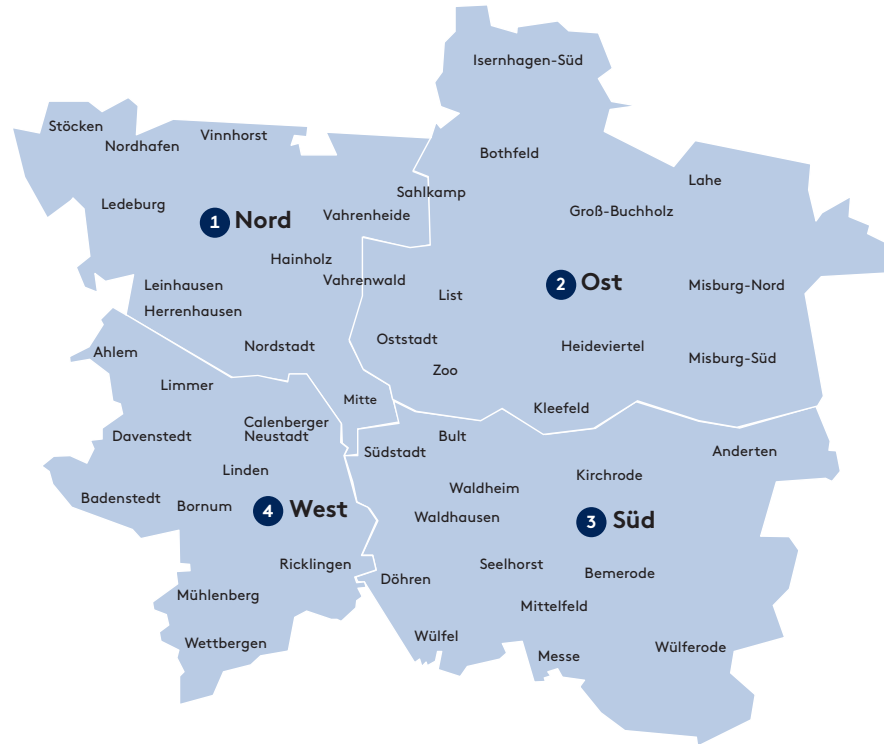 Isernhagen-Süd
Stöcken
Nordhafen
Vinnhorst
Bothfeld
Lahe
Sahlkamp
Ledeburg
Vahrenheide
Groß-Buchholz
1 Nord
Hainholz
Vahrenwald
Leinhausen
2 Ost
Misburg-Nord
List
Herrenhausen
Oststadt
Nordstadt
Heideviertel
Ahlem
Misburg-Süd
Zoo
Limmer
Mitte
Kleefeld
Calenberger
Neustadt
Davenstedt
Bult
Südstadt
Anderten
Linden
Kirchrode
Waldheim
Badenstedt
Bornum
4 West
Waldhausen
3 Süd
Ricklingen
Seelhorst
Döhren
Bemerode
Mühlenberg
Mittelfeld
Wülfel
Wettbergen
Wülferode
Messe